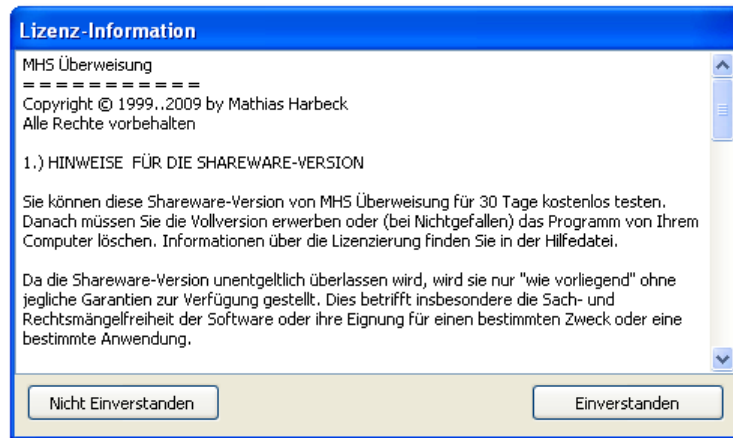 Lizenz-Information
MHS Überweisung
= = = = = = = = = = =
Copyright © 1999..2009 by Mathias Harbeck
Alle Rechte vorbehalten
1.) HINWEISE  FÜR DIE SHAREWARE-VERSION
Sie können diese Shareware-Version von MHS Überweisung für 30 Tage kostenlos testen.
Danach müssen Sie die Vollversion erwerben oder (bei Nichtgefallen) das Programm von Ihrem
Computer löschen. Informationen über die Lizenzierung finden Sie in der Hilfedatei.
Da die Shareware-Version unentgeltlich überlassen wird, wird sie nur "wie vorliegend" ohne
jegliche Garantien zur Verfügung gestellt. Dies betrifft insbesondere die Sach- und
Rechtsmängelfreiheit der Software oder ihre Eignung für einen bestimmten Zweck oder eine
bestimmte Anwendung.
Nicht Einverstanden
Einverstanden